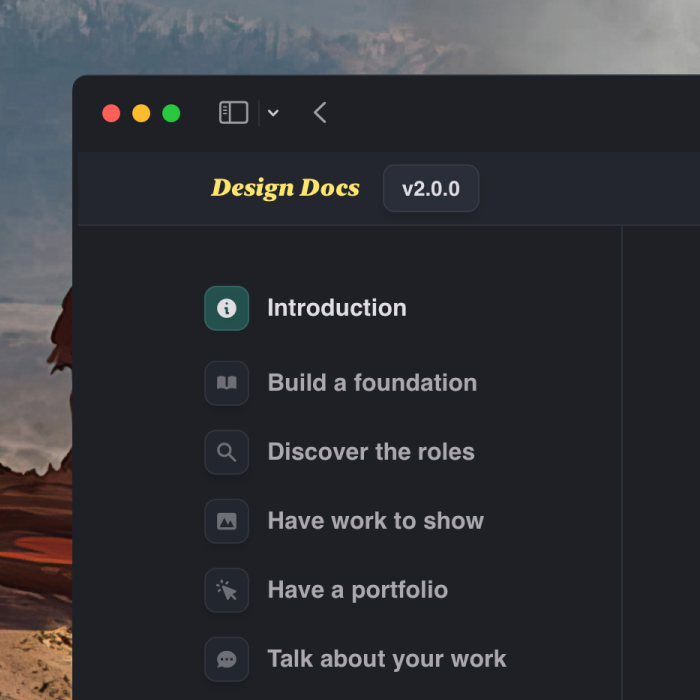 Design Docs
v2.0.0
Introduction
Build a foundation
Discover the roles
Have work to show
Have a portfolio
Talk about your work